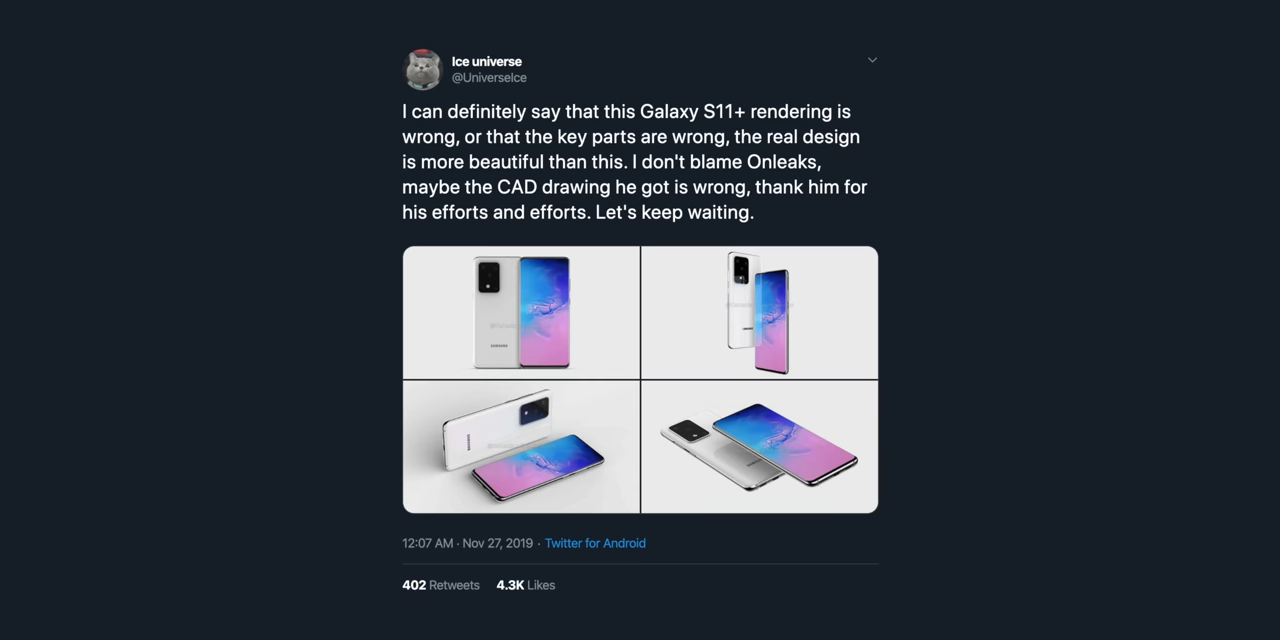 Ice universe
@UniverseIce
I can definitely say that this Galaxy S11+ rendering is
wrong, or that the key parts are wrong, the real design
is more beautiful than this. I don't blame Onleaks,
maybe the CAD drawing he got is wrong, thank him for
his efforts and efforts. Let's keep waiting.
SAMSUNG
SAMSUNG
SAMSUNG
12:07 AM · Nov 27, 2019 · Twitter for Android
402 Retweets 4.3K Likes